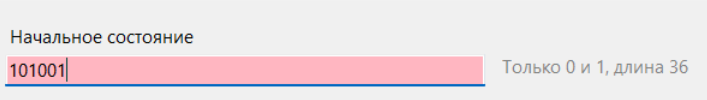 Начальное состояние
101001
Только 0 и 1, длина 36